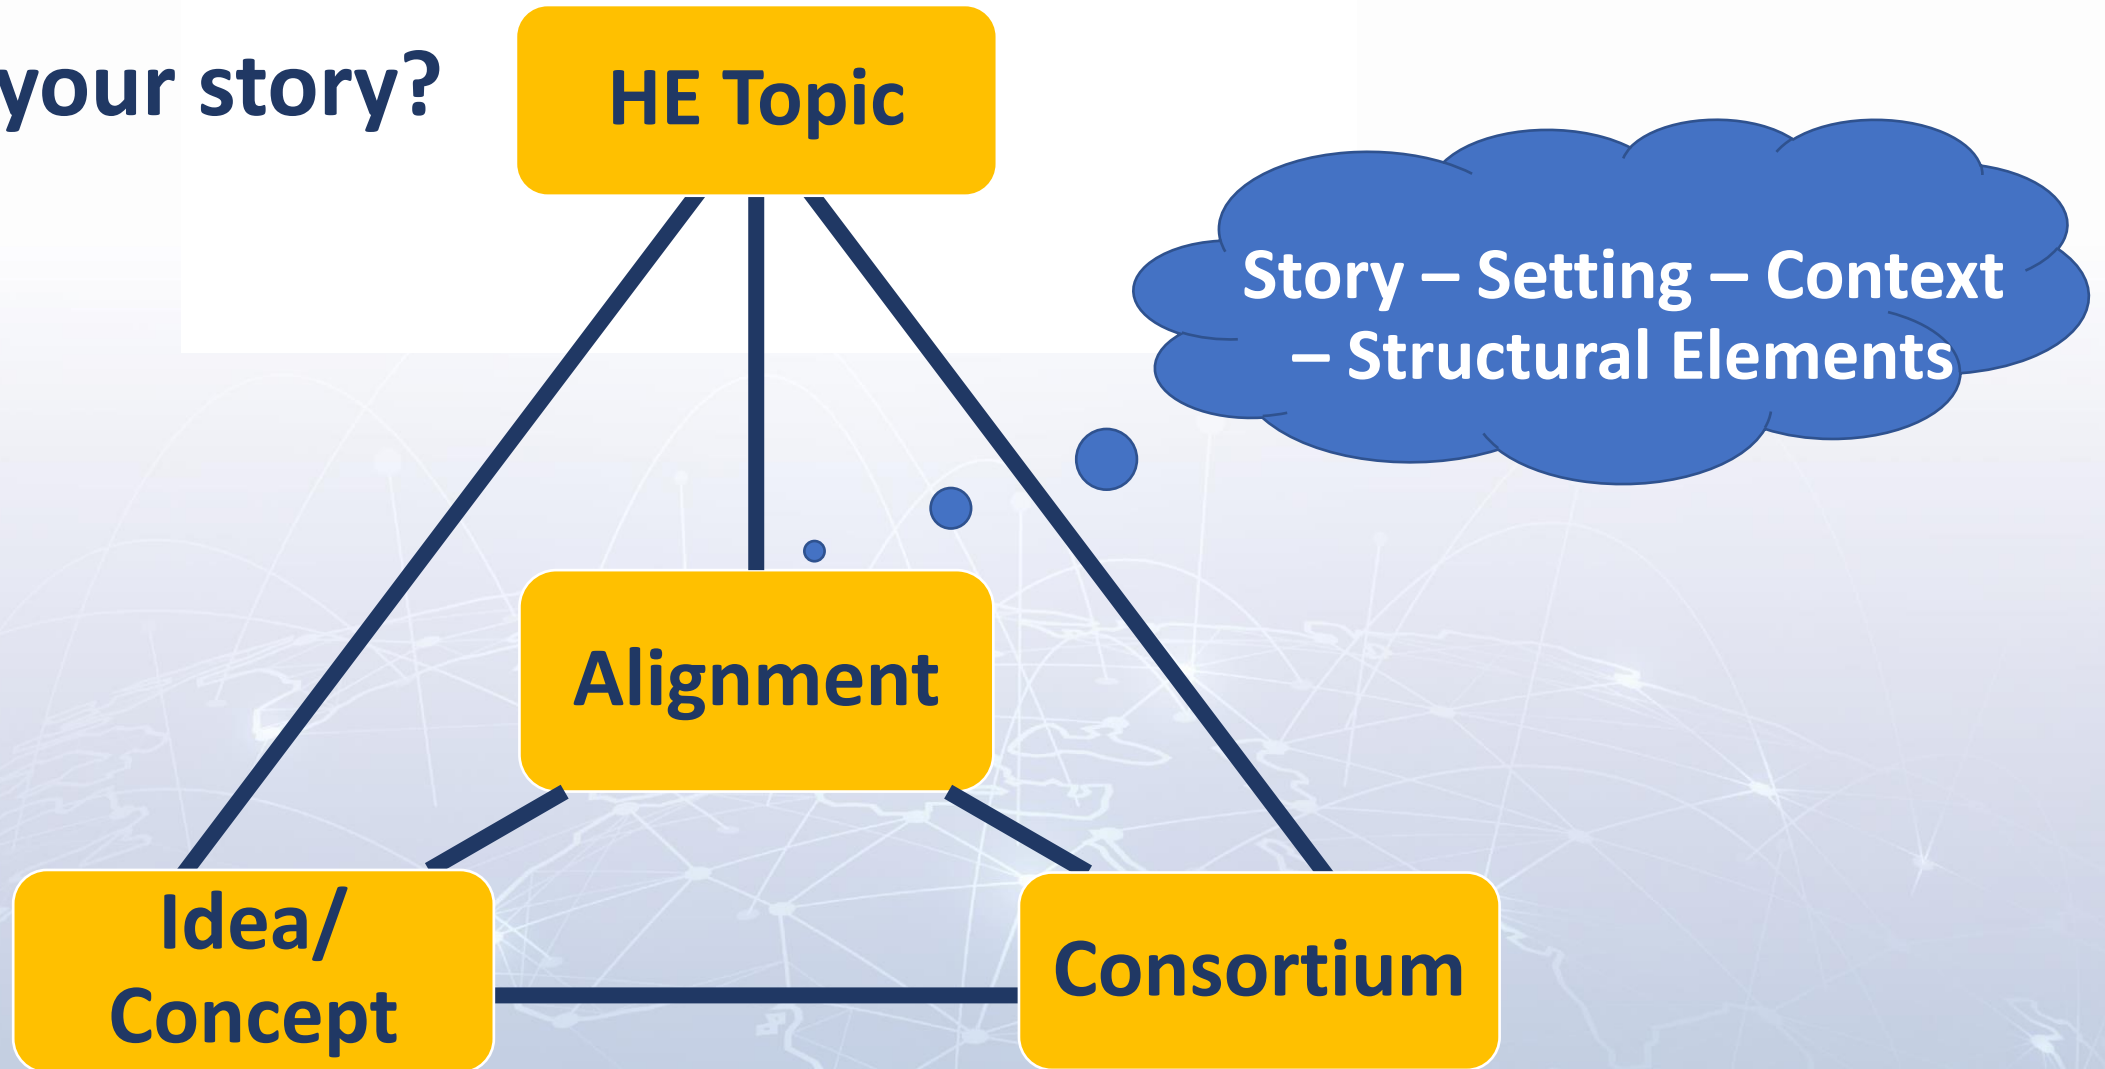 your story?
HE Topic
Story – Setting – Context
– Structural Elements
Alignment
Idea/
Concept
Consortium